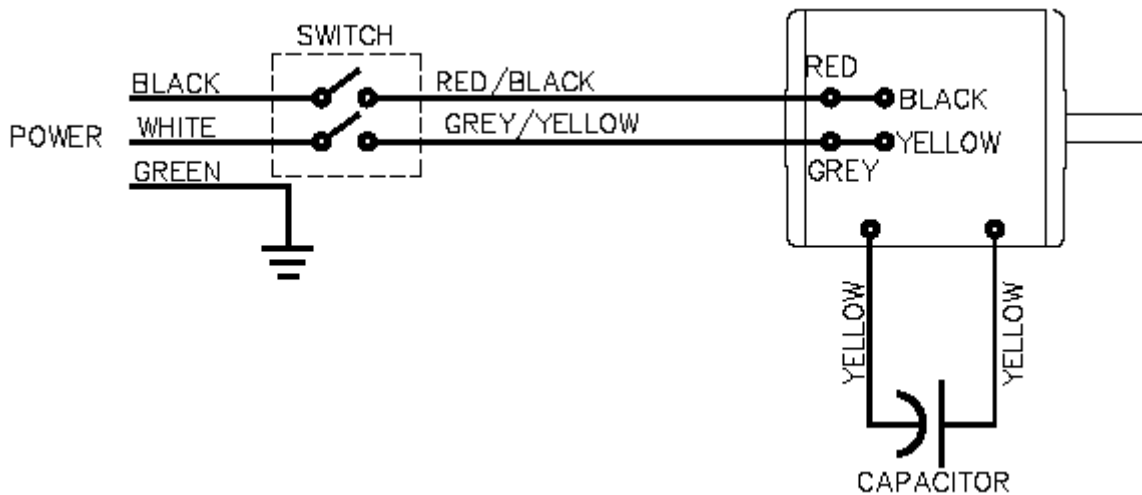 SWITCH
BLACK
RED/BLACK
RED
BLACK
POWER
WHITE
GREY/YELLOW
YELLOW
GREEN
GREY
YELLOW
YELLOW
CAPACITOR